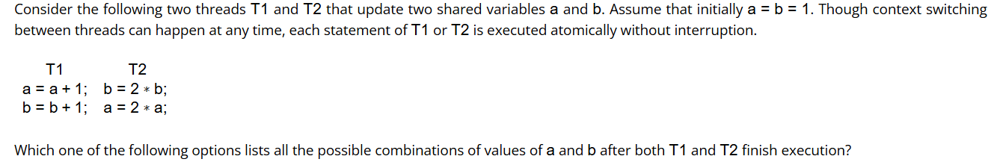 Consider the following two threads T1 and T2 that update two shared variables a and b. Assume that initially a = b = 1. Though context switching
between threads can happen at any time, each statement of T1 or T2 is executed atomically without interruption.
T1 T2
a = a + 1; b = 2 * b;
b = b + 1; a = 2 * a;
Which one of the following options lists all the possible combinations of values of a and b after both T1 and T2 finish execution?